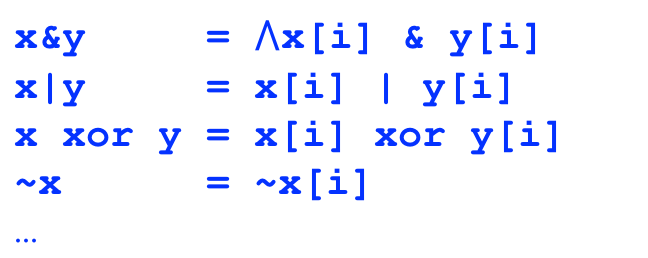 x&y     = ⋀x[i] & y[i]
x|y     = x[i] | y[i]
x xor y = x[i] xor y[i]
~x      = ~x[i]
…